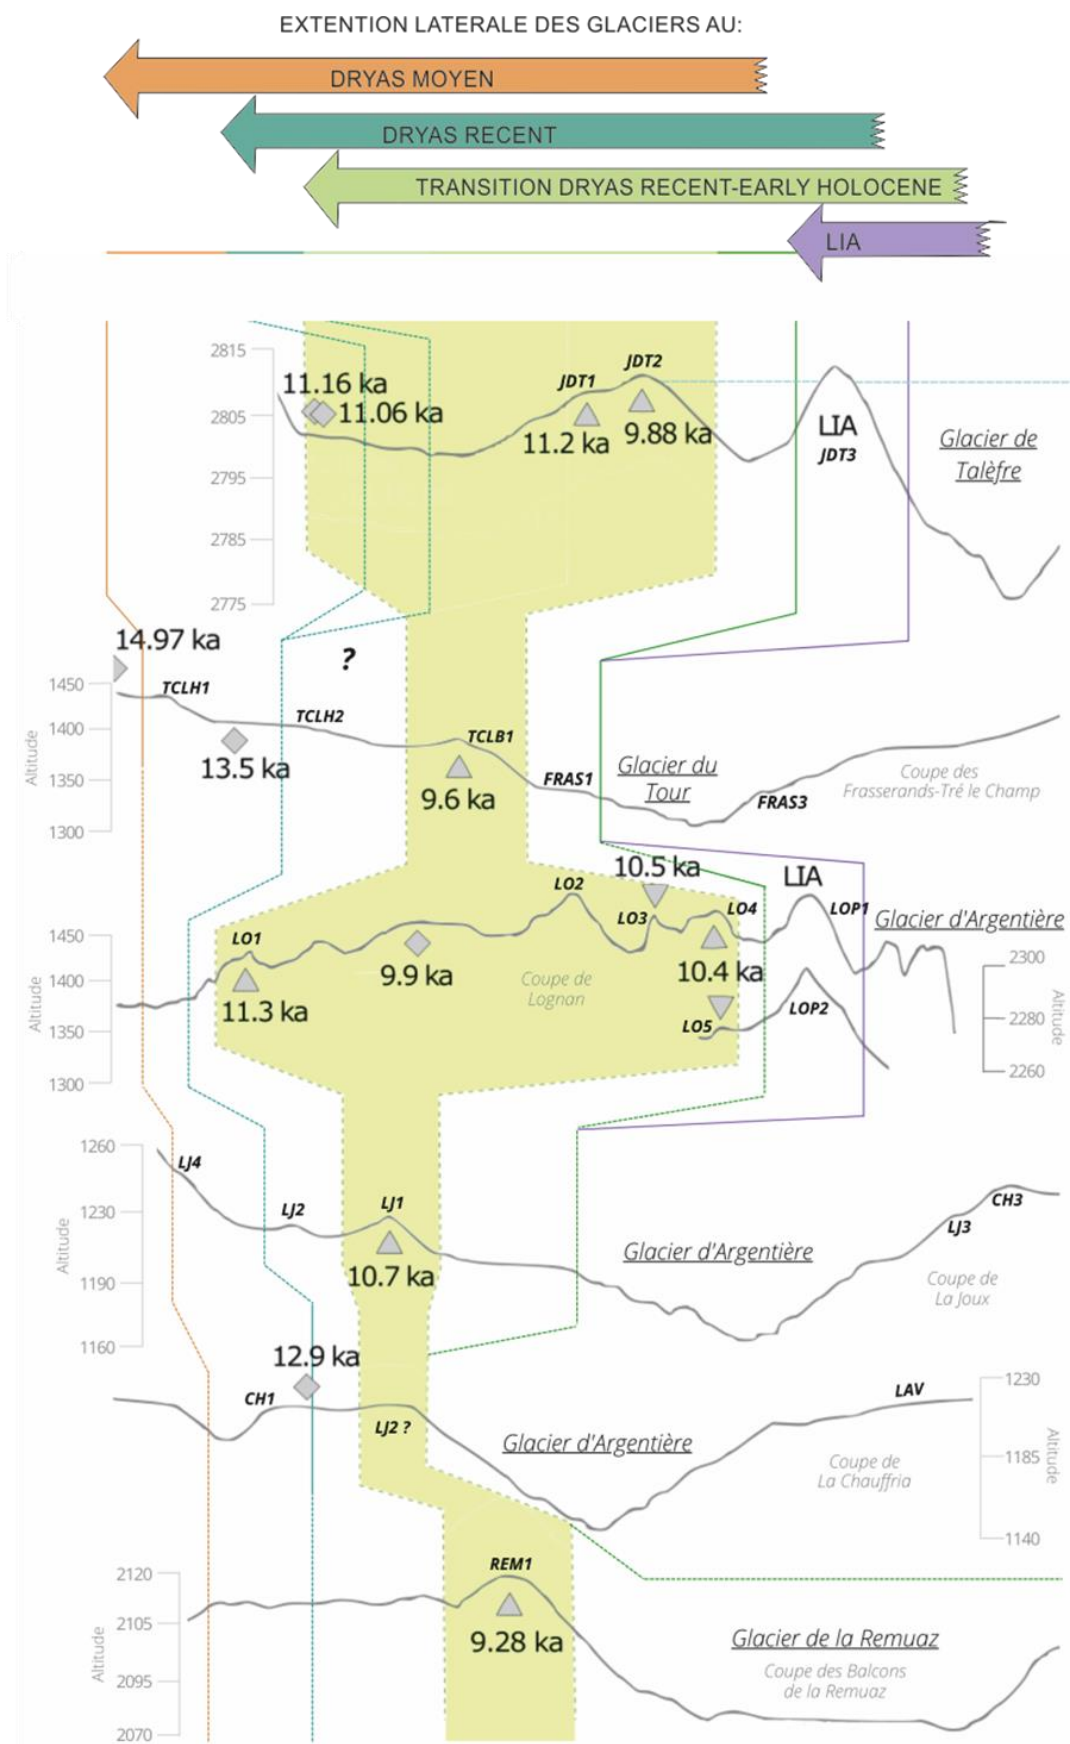 EXTENTION LATERALE DES GLACIERS AU:
DRYAS MOYEN
DRYAS RECENT
TRANSITION DRYAS RECENT-EARLY HOLOCENE
LIA
2815
2805
2795
2785
2775
11.16 ka
11.06 ka
JDT1
JDT2
11.2 ka
9.88 ka
LIA
JDT3
Glacier de
Talèfre
?
14.97 ka
1450
1400
1350
1300
Altitude
TCLH1
TCLH2
13.5 ka
TCLB1
9.6 ka
FRAS1
Glacier du
Tour
FRAS3
Coupe des
Frasserands-Tré le Champ
10.5 ka
LIA
1450
1400
1350
1300
Altitude
LO1
11.3 ka
9.9 ka
LO2
LO3
LO4
10.4 ka
LO5
Coupe de
Lognan
LOP1
LOP2
Glacier d'Argentière
2300
2280
2260
Altitude
1260
1230
1190
1160
Altitude
LJ4
LJ2
LJ1
10.7 ka
Glacier d'Argentière
LJ3
CH3
Coupe de
La Joux
12.9 ka
CH1
LJ2 ?
Glacier d'Argentière
LAV
Coupe de
La Chauffria
1230
1185
1140
Altitude
2120
2105
2095
2070
Altitude
REM1
9.28 ka
Glacier de la Remuaz
Coupe des Balcons
de la Remuaz